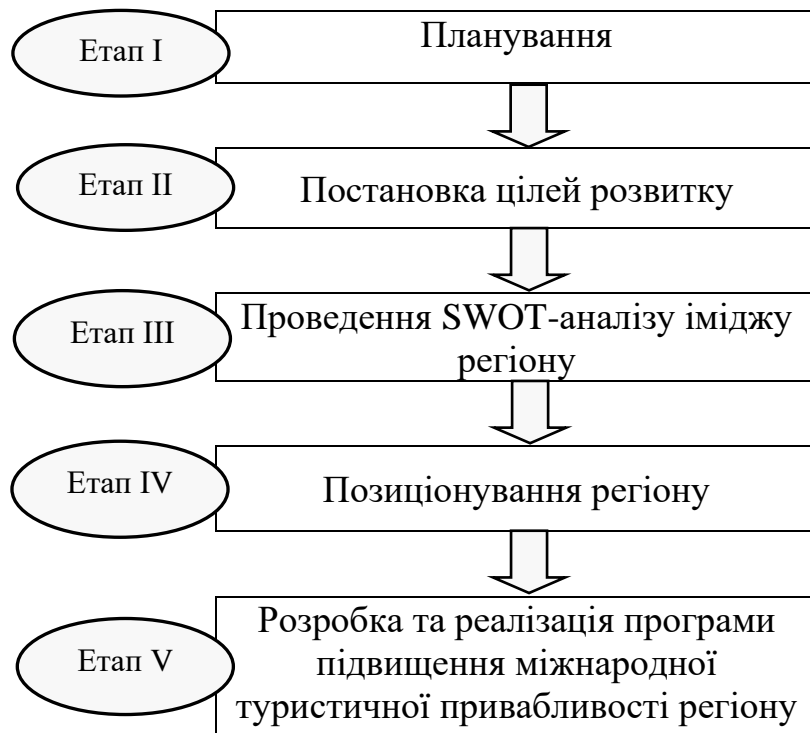 Етап I
Планування
Етап II
Постановка цілей розвитку
Етап III
Проведення SWOT-аналізу іміджу
регіону
Етап IV
Позиціонування регіону
Етап V
Розробка та реалізація програми
підвищення міжнародної
туристичної привабливості регіону